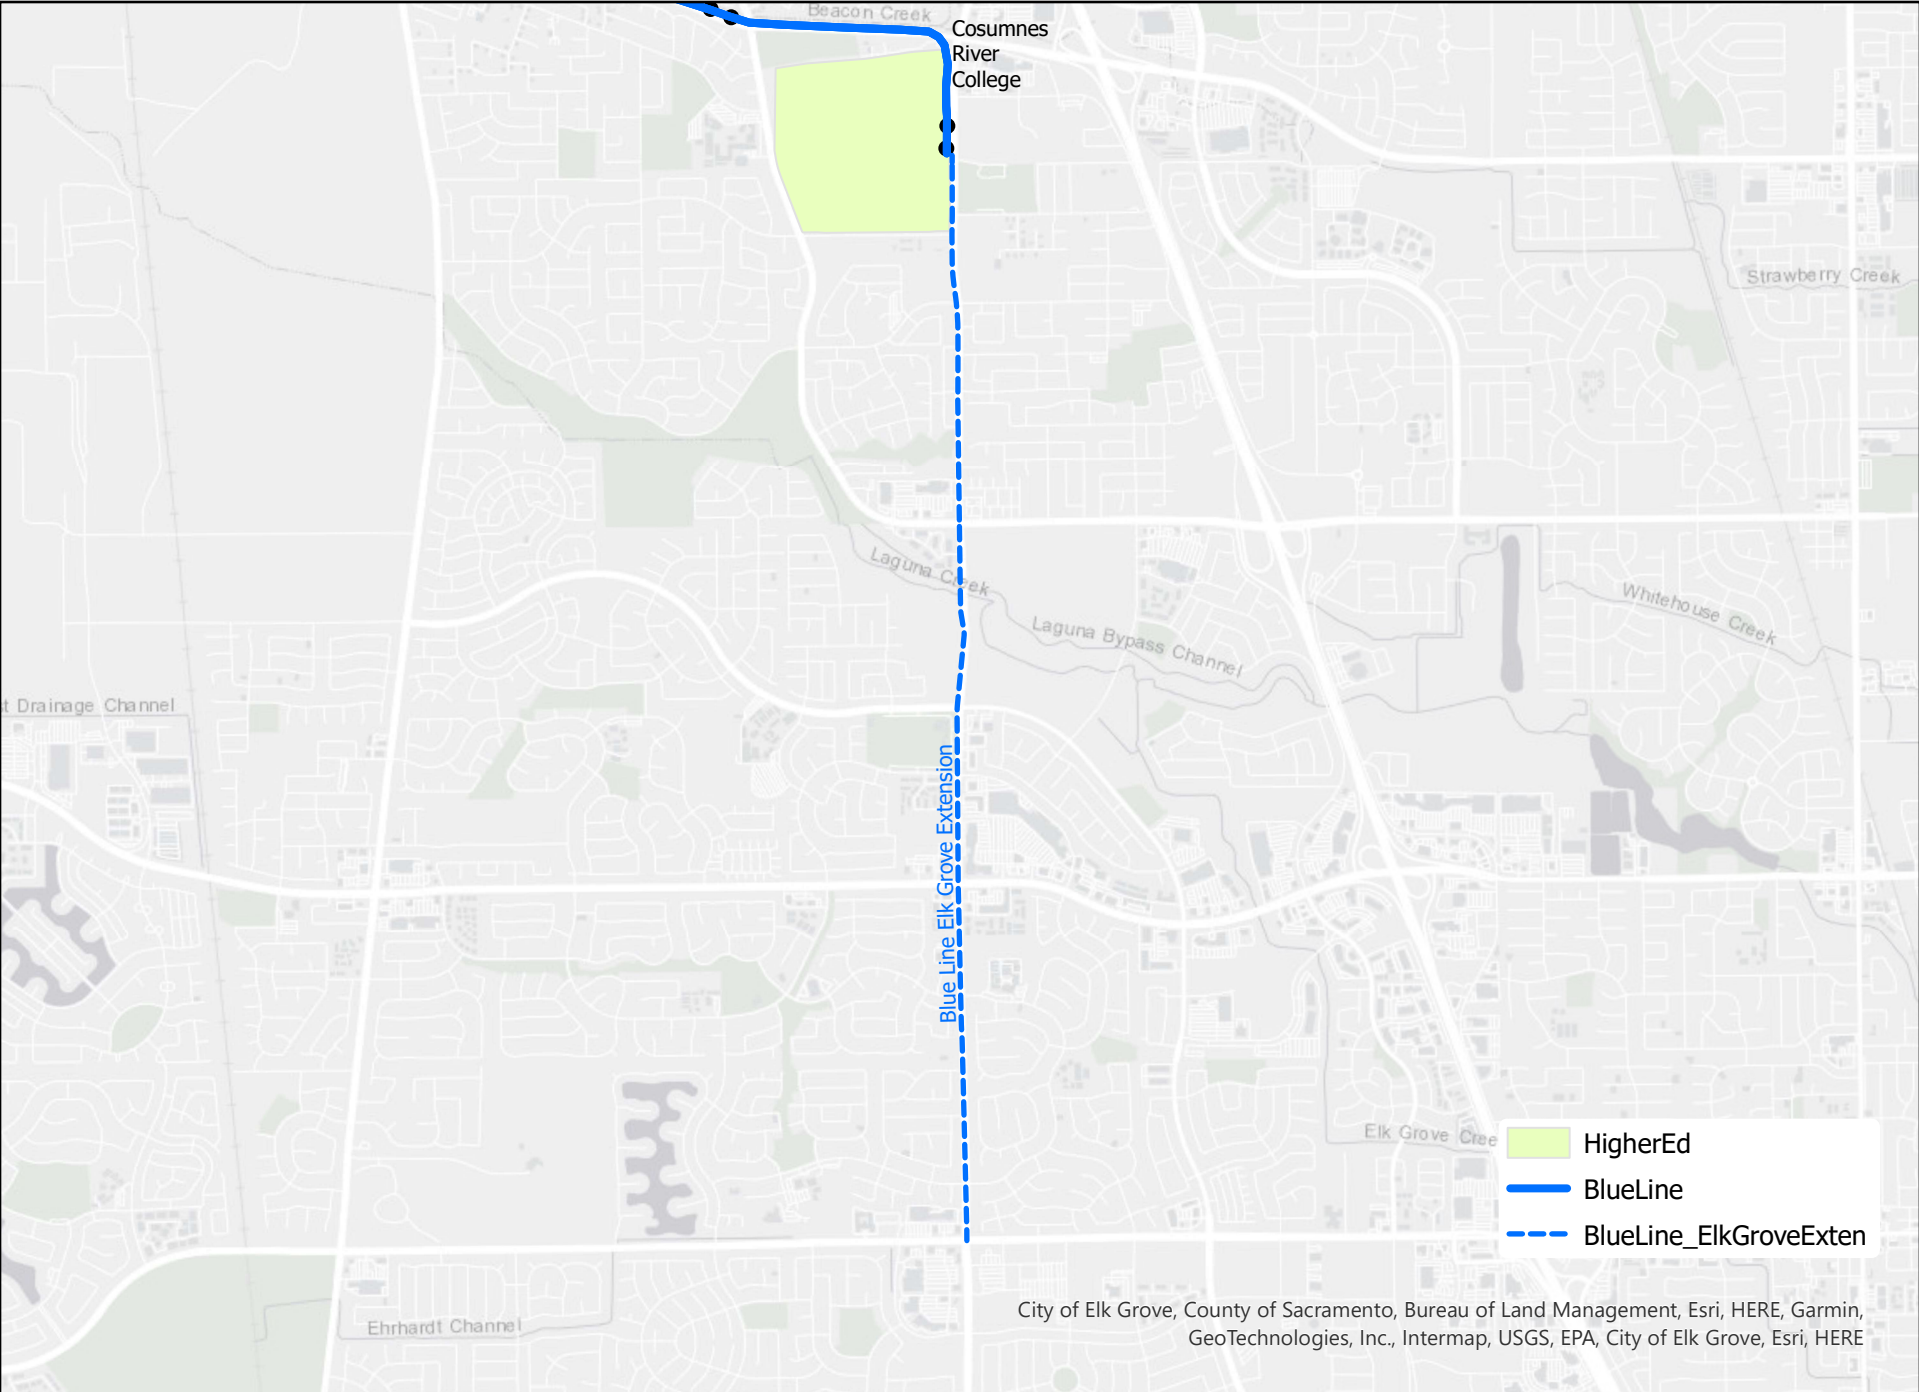 Beacon Creek
Cosumnes
River
College
Strawberry Creek
Laguna Creek
Whitehouse Creek
Laguna Bypass Channel
st Drainage Channel
Blue Line Elk Grove Extension
Elk Grove Cree
HigherEd
BlueLine
BlueLine_ElkGroveExten
City of Elk Grove, County of Sacramento, Bureau of Land Management, Esri, HERE, Garmin,
GeoTechnologies, Inc., Intermap, USGS, EPA, City of Elk Grove, Esri, HERE
Ehrhardt Channel